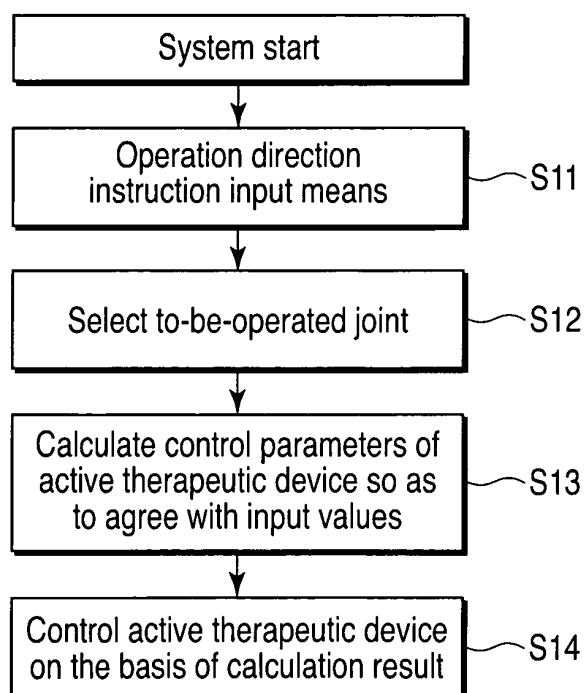 System start
Operation direction
instruction input means
S11
Select to-be-operated joint
S12
Calculate control parameters of
active therapeutic device so as
to agree with input values
S13
Control active therapeutic device
on the basis of calculation result
S14